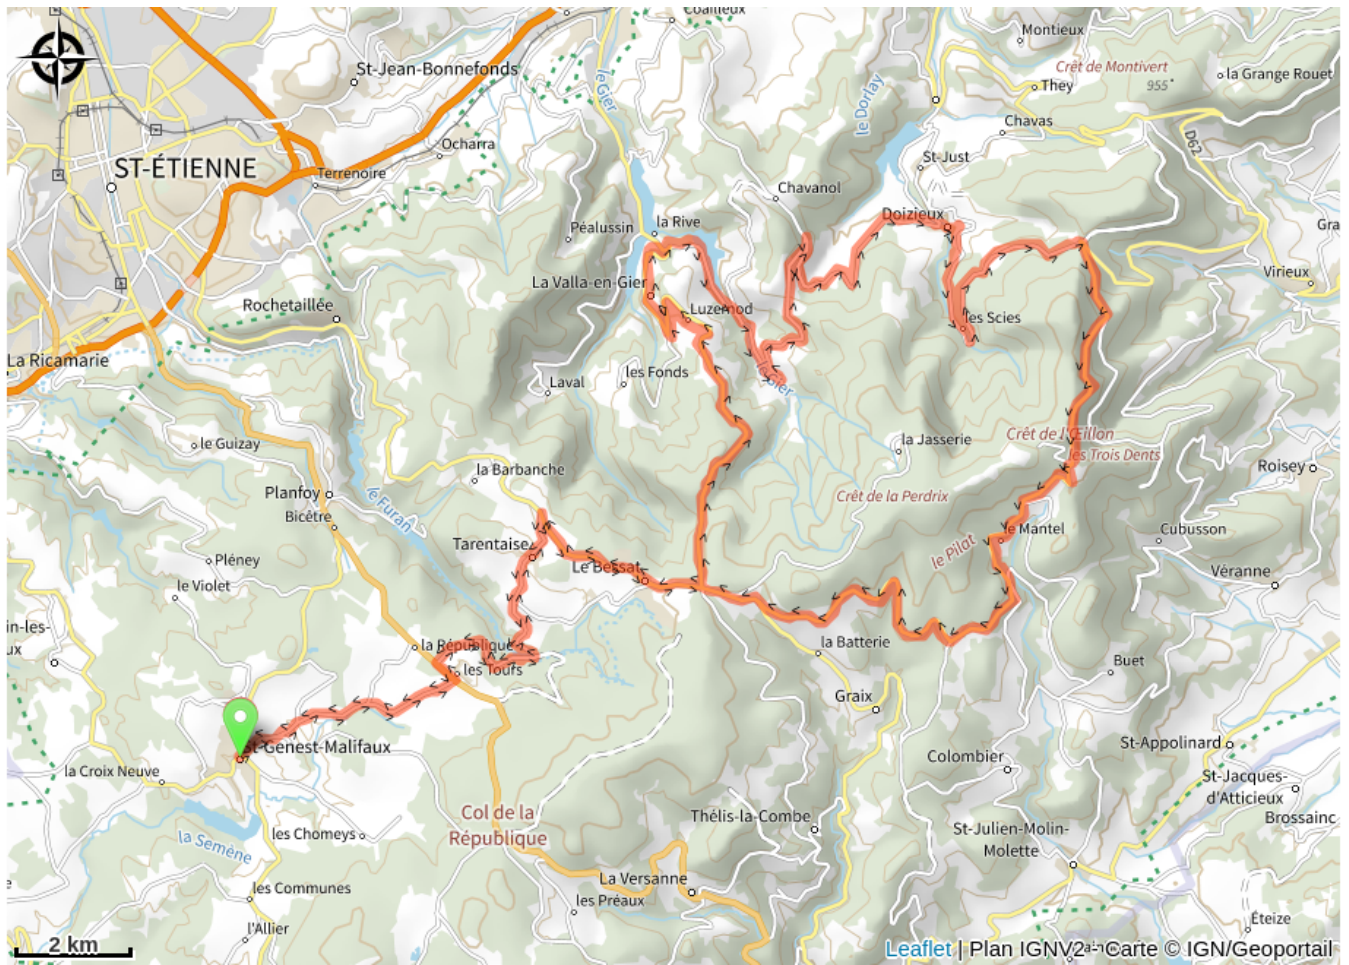 Coailleux
Montieux
Crêt de Montivert
St-Jean-Bonnefonds
le Gier
la Grange Rouet
They
955
le Dorlay
Chavas
D62
Ocharra
ST-ÉTIENNE
St-Just
Terrenoire
Chavanol
Doizieux
la Rive
Péalussin
Gra
Virieux
La Valla-en-Gier
Rochetaillée
Luzernod
les Scies
La Ricamarie
les Fonds
Laval
le Gier
le Guizay
la Jasserie
Crêt de l'Œillon
les Trois Dents
la Barbanche
Roisey
Planfoy
le Furan
Crêt de la Perdrix
Bicêtre
le Mantel
Cubusson
Tarentaise
le Pilat
Pléney
Le Bessat
Véranne
le Violet
in-les-
ux
la République
la Batterie
les Toufs
Buet
Graix
St-Genest-Malifaux
St-Appolinard
la Croix Neuve
Colombier
St-Jacques-
d'Atticieux
Col de la
République
Thélis-la-Combe
Brossainc
la Semène
les Chomeys
St-Julien-Molin-
Molette
La Versanne
les Communes
les Préaux
l'Allier
Éteize
2 km
Leaflet | Plan IGNV2 - Carte © IGN/Geoportail